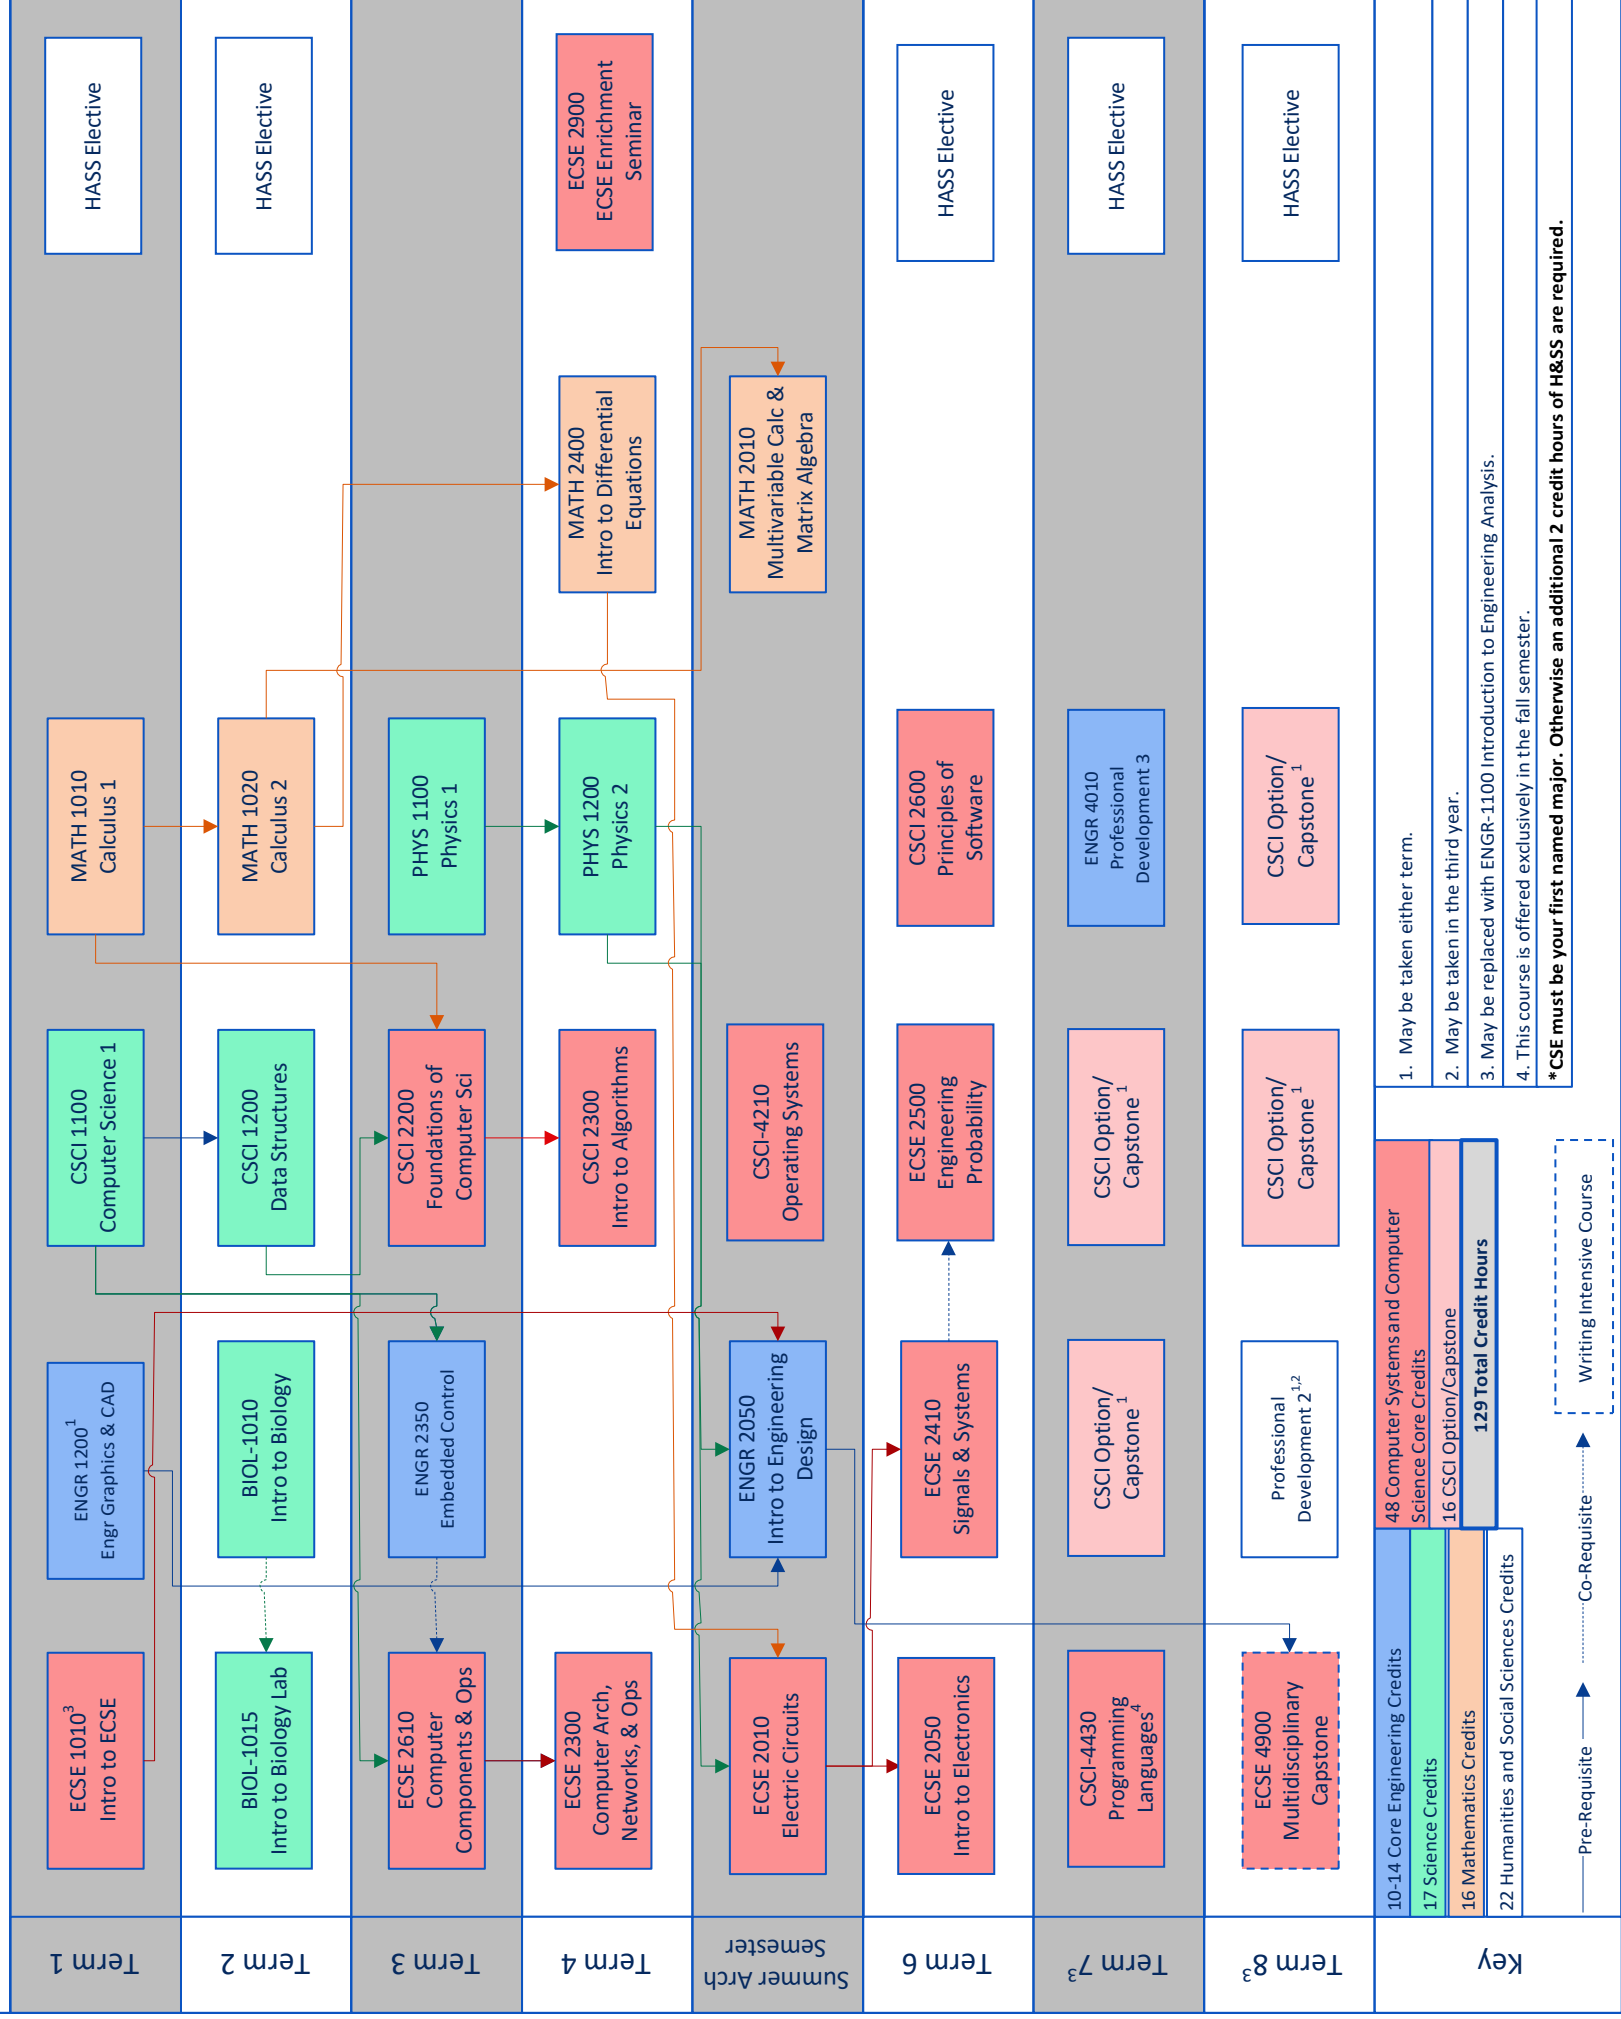 Term 1
ECSE 1010³
Intro to ECSE
ENGR 1200¹
Engr Graphics & CAD
CSCI 1100
Computer Science 1
MATH 1010
Calculus 1
HASS Elective
Term 2
BIOL-1015
Intro to Biology Lab
BIOL-1010
Intro to Biology
CSCI 1200
Data Structures
MATH 1020
Calculus 2
HASS Elective
Term 3
ECSE 2610
Computer
Components & Ops
ENGR 2350
Embedded Control
CSCI 2200
Foundations of
Computer Sci
PHYS 1100
Physics 1
Term 4
ECSE 2300
Computer Arch,
Networks, & Ops
CSCI 2300
Intro to Algorithms
PHYS 1200
Physics 2
MATH 2400
Intro to Differential
Equations
ECSE 2900
ECSE Enrichment
Seminar
Summer Arch
Semester
ECSE 2010
Electric Circuits
ENGR 2050
Intro to Engineering
Design
CSCI-4210
Operating Systems
MATH 2010
Multivariable Calc &
Matrix Algebra
Term 6
ECSE 2050
Intro to Electronics
ECSE 2410
Signals & Systems
ECSE 2500
Engineering
Probability
CSCI 2600
Principles of
Software
HASS Elective
Term 7³
CSCI-4430
Programming
Languages⁴
CSCI Option/
Capstone¹
CSCI Option/
Capstone¹
ENGR 4010
Professional
Development 3
HASS Elective
Term 8³
ECSE 4900
Multidisciplinary
Capstone
Professional
Development 2¹,²
CSCI Option/
Capstone¹
CSCI Option/
Capstone¹
HASS Elective
Key
10-14 Core Engineering Credits
17 Science Credits
16 Mathematics Credits
22 Humanities and Social Sciences Credits
48 Computer Systems and Computer
Science Core Credits
16 CSCI Option/Capstone
129 Total Credit Hours
Pre-Requisite
Co-Requisite
Writing Intensive Course
1. May be taken either term.
2. May be taken in the third year.
3. May be replaced with ENGR-1100 Introduction to Engineering Analysis.
4. This course is offered exclusively in the fall semester.
*CSE must be your first named major. Otherwise an additional 2 credit hours of H&SS are required.